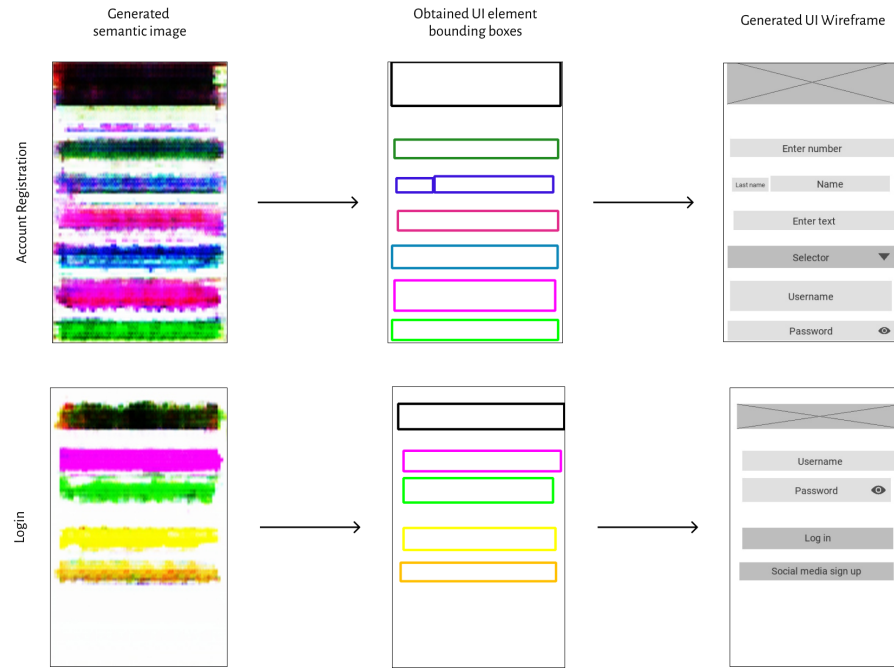 Generated
semantic image
Obtained UI element
bounding boxes
Generated UI Wireframe
Account Registration
Enter number
Last name
Name
Enter text
Selector
Username
Password
Login
Username
Password
Log in
Social media sign up